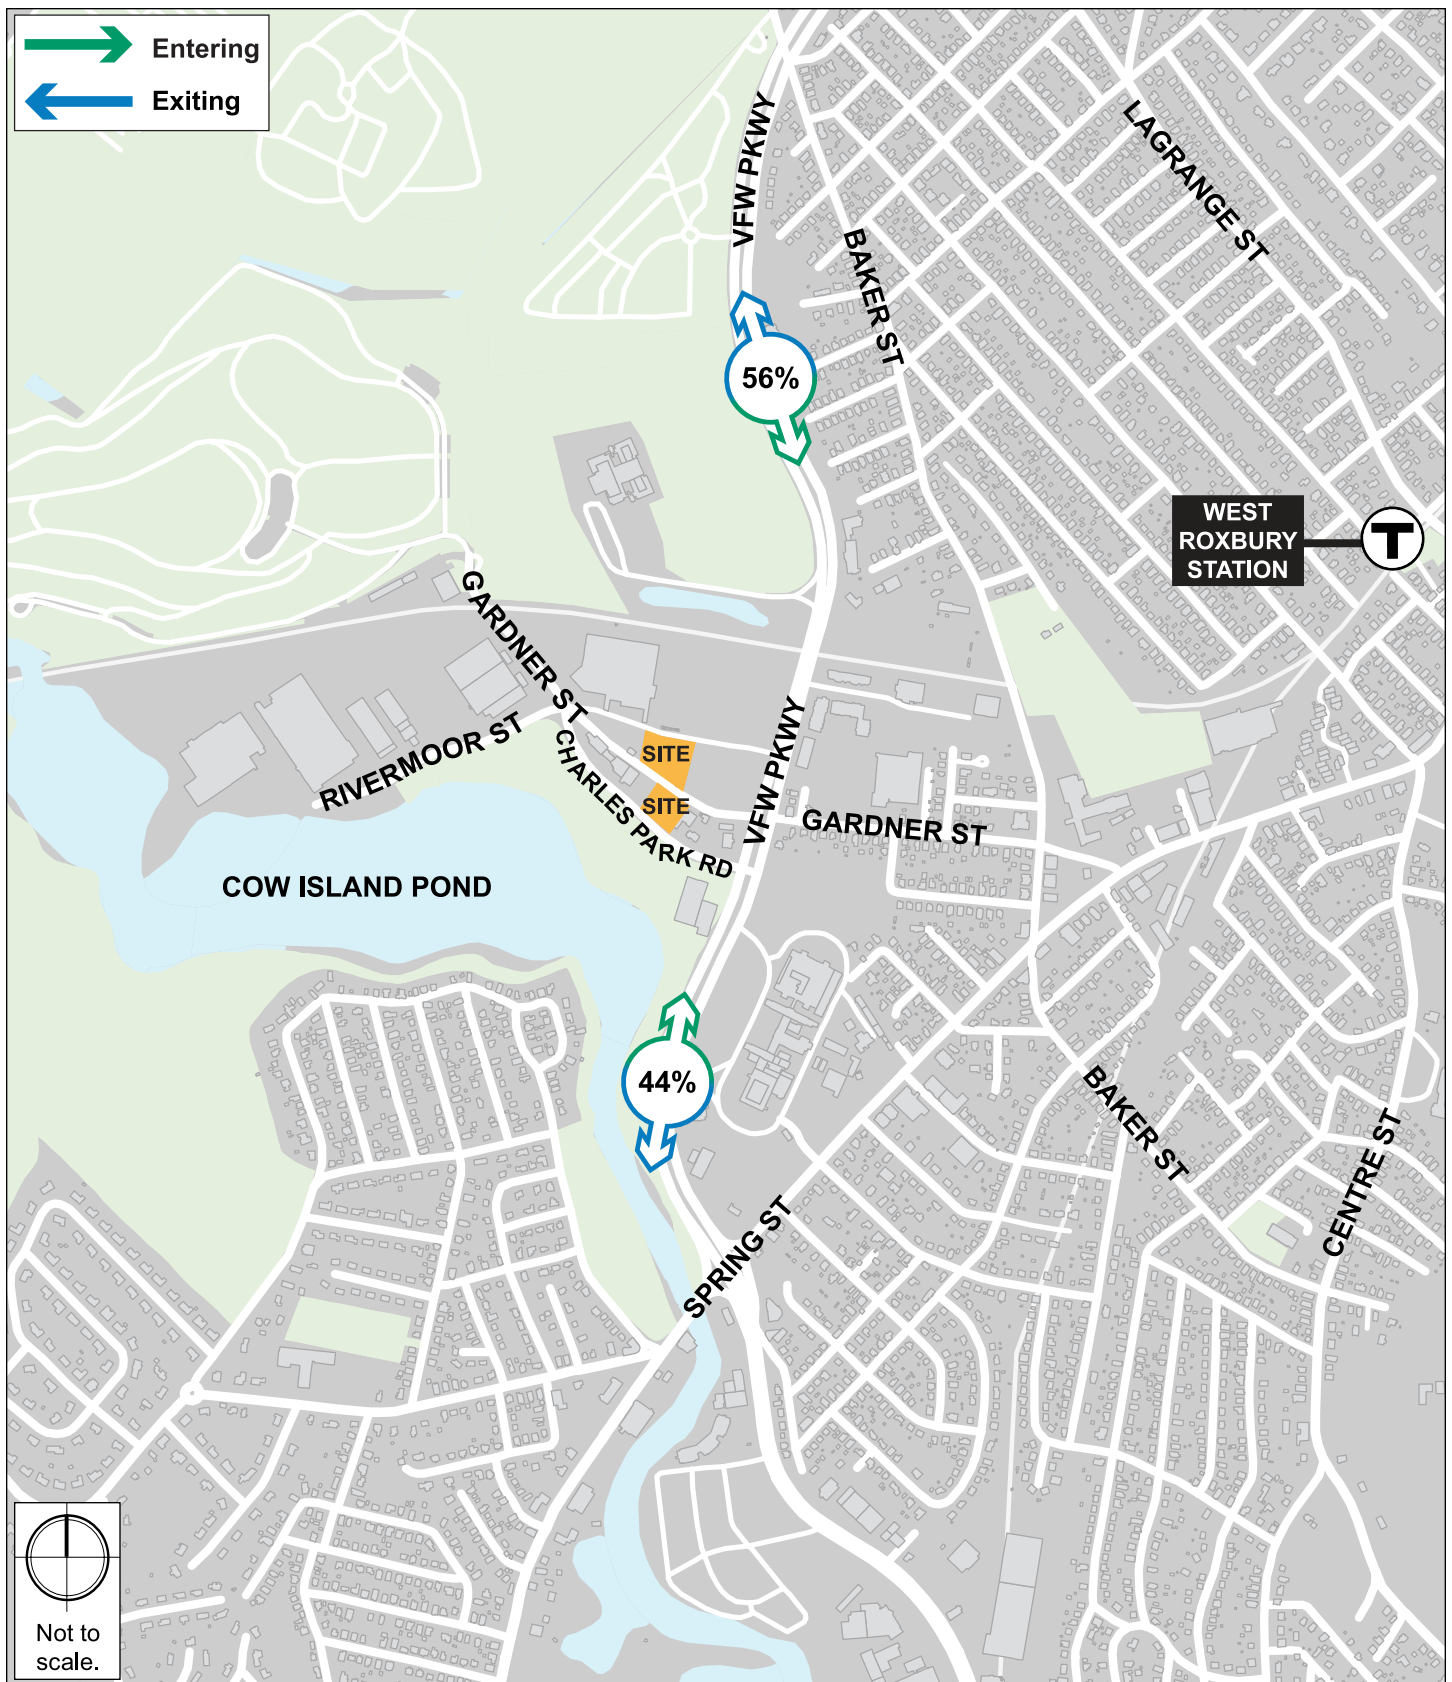 Entering
Exiting
VFW PKWY
LAGRANGE ST
BAKER ST
56%
WEST
ROXBURY
STATION
T
GARDNER ST
RIVERMOOR ST
CHARLES PARK RD
SITE
SITE
VFW PKWY
GARDNER ST
COW ISLAND POND
44%
BAKER ST
CENTRE ST
SPRING ST
Not to
scale.